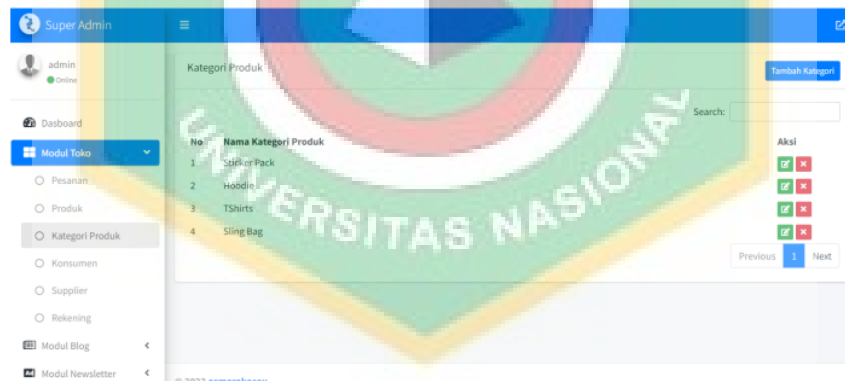 Super Admin
admin
Online
Dasboard
Modul Toko
Pesanan
Produk
Kategori Produk
Konsumen
Supplier
Rekening
Modul Blog
Modul Newsletter
Kategori Produk
Tambah Kategori
Search:
No Nama Kategori Produk Aksi
1 Sticker Pack
2 Hoodie
3 TShirts
4 Sling Bag
Previous 1 Next
© 2022
UNIVERSITAS NASIONAL